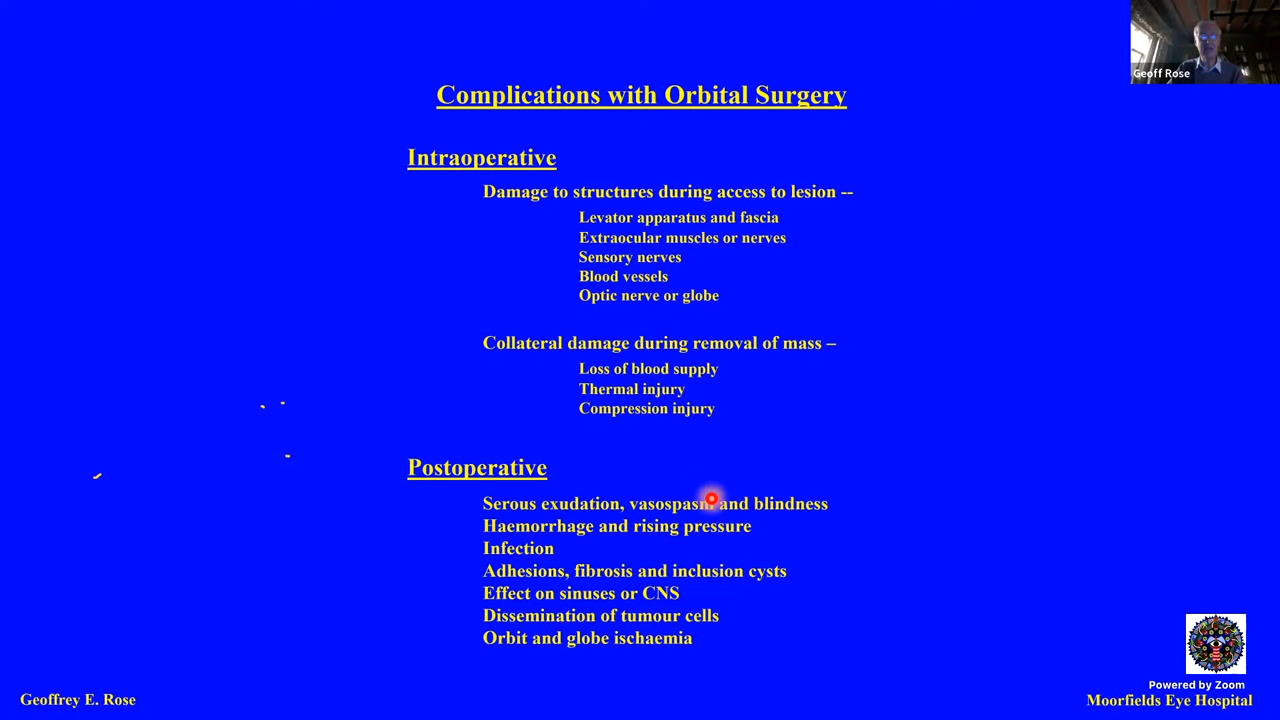 Geoff Rose
Complications with Orbital Surgery
Intraoperative
Damage to structures during access to lesion --
Levator apparatus and fascia
Extraocular muscles or nerves
Sensory nerves
Blood vessels
Optic nerve or globe
Collateral damage during removal of mass –
Loss of blood supply
Thermal injury
Compression injury
Postoperative
Serous exudation, vasospasm and blindness
Haemorrhage and rising pressure
Infection
Adhesions, fibrosis and inclusion cysts
Effect on sinuses or CNS
Dissemination of tumour cells
Orbit and globe ischaemia
Powered by Zoom
Geoffrey E. Rose
Moorfields Eye Hospital